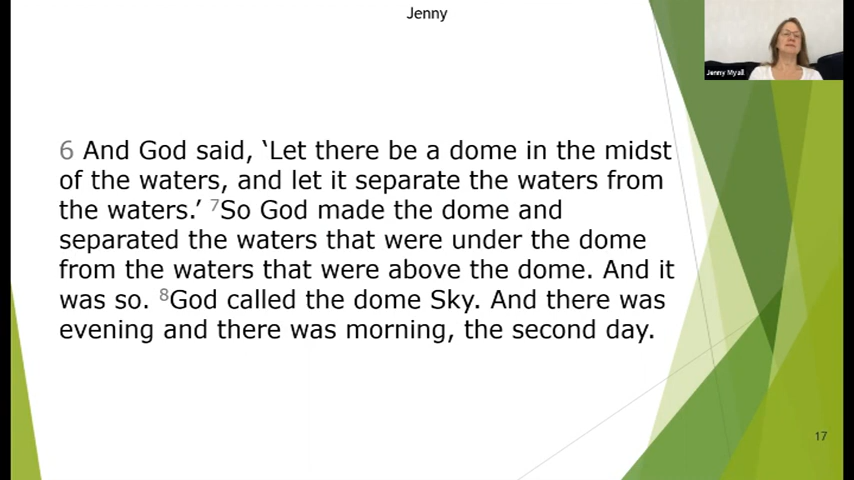 Jenny
Jenny Myall
6 And God said, ‘Let there be a dome in the midst
of the waters, and let it separate the waters from
the waters.’ 7So God made the dome and
separated the waters that were under the dome
from the waters that were above the dome. And it
was so. 8God called the dome Sky. And there was
evening and there was morning, the second day.
17